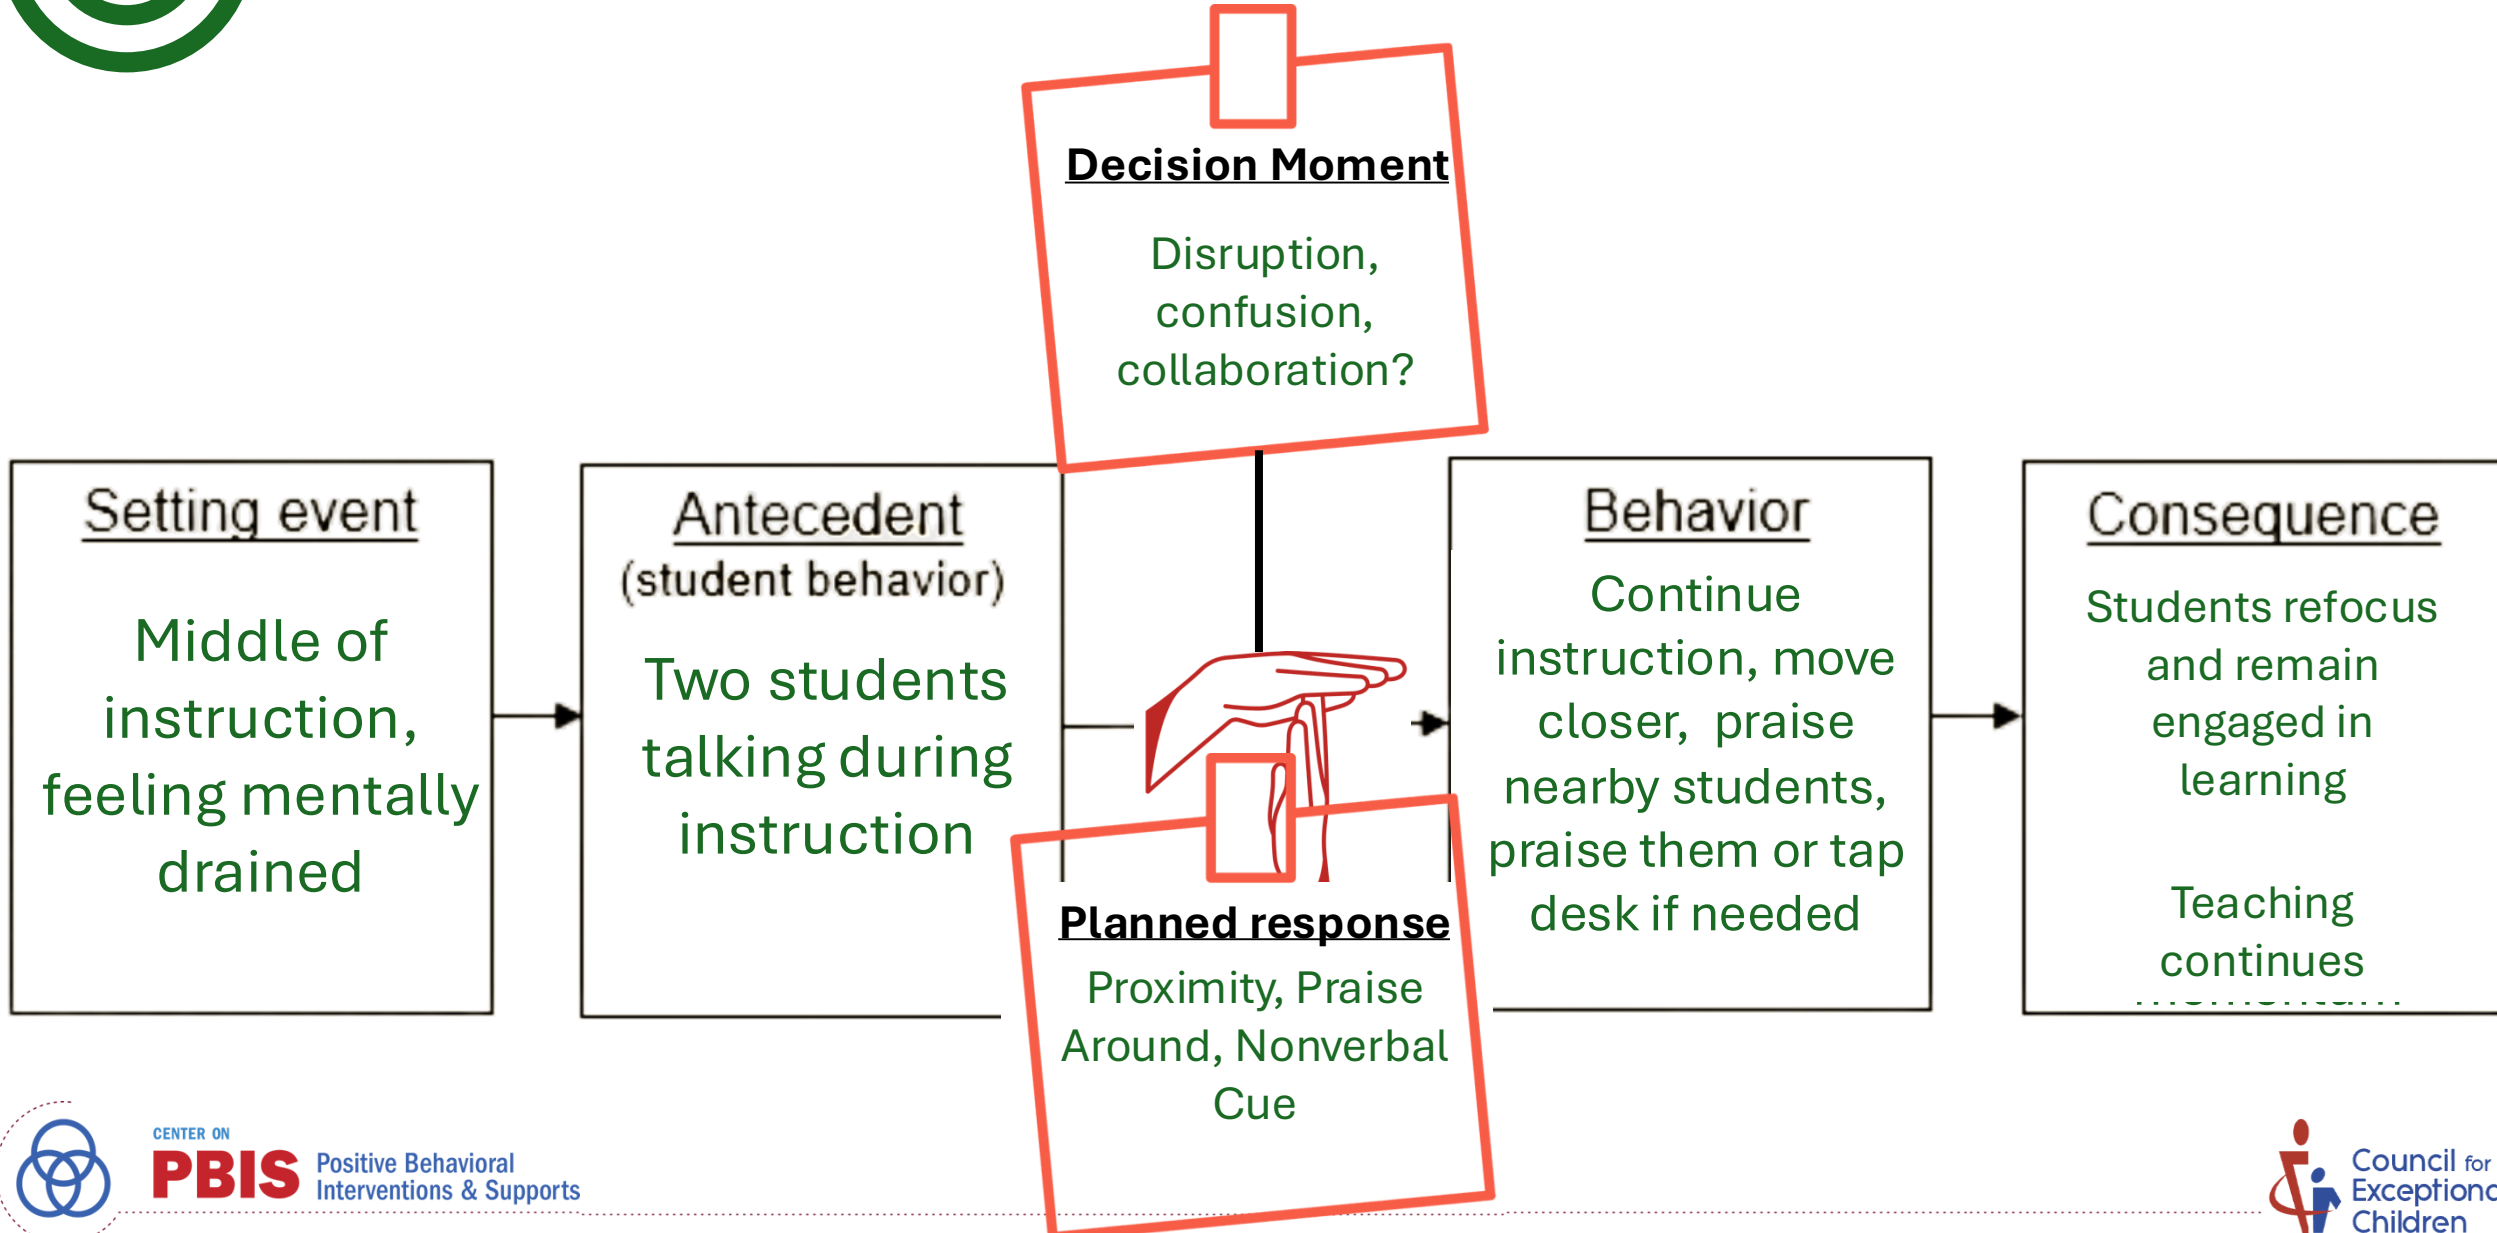 Decision Moment
Disruption,
confusion,
collaboration?
Setting event
Middle of
instruction,
feeling mentally
drained
Antecedent
(student behavior)
Two students
talking during
instruction
Planned response
Proximity, Praise
Around, Nonverbal
Cue
Behavior
Continue
instruction, move
closer, praise
nearby students,
praise them or tap
desk if needed
Consequence
Students refocus
and remain
engaged in
learning
Teaching
continues
CENTER ON
PBIS
Positive Behavioral
Interventions & Supports
Council for
Exceptiona
Children